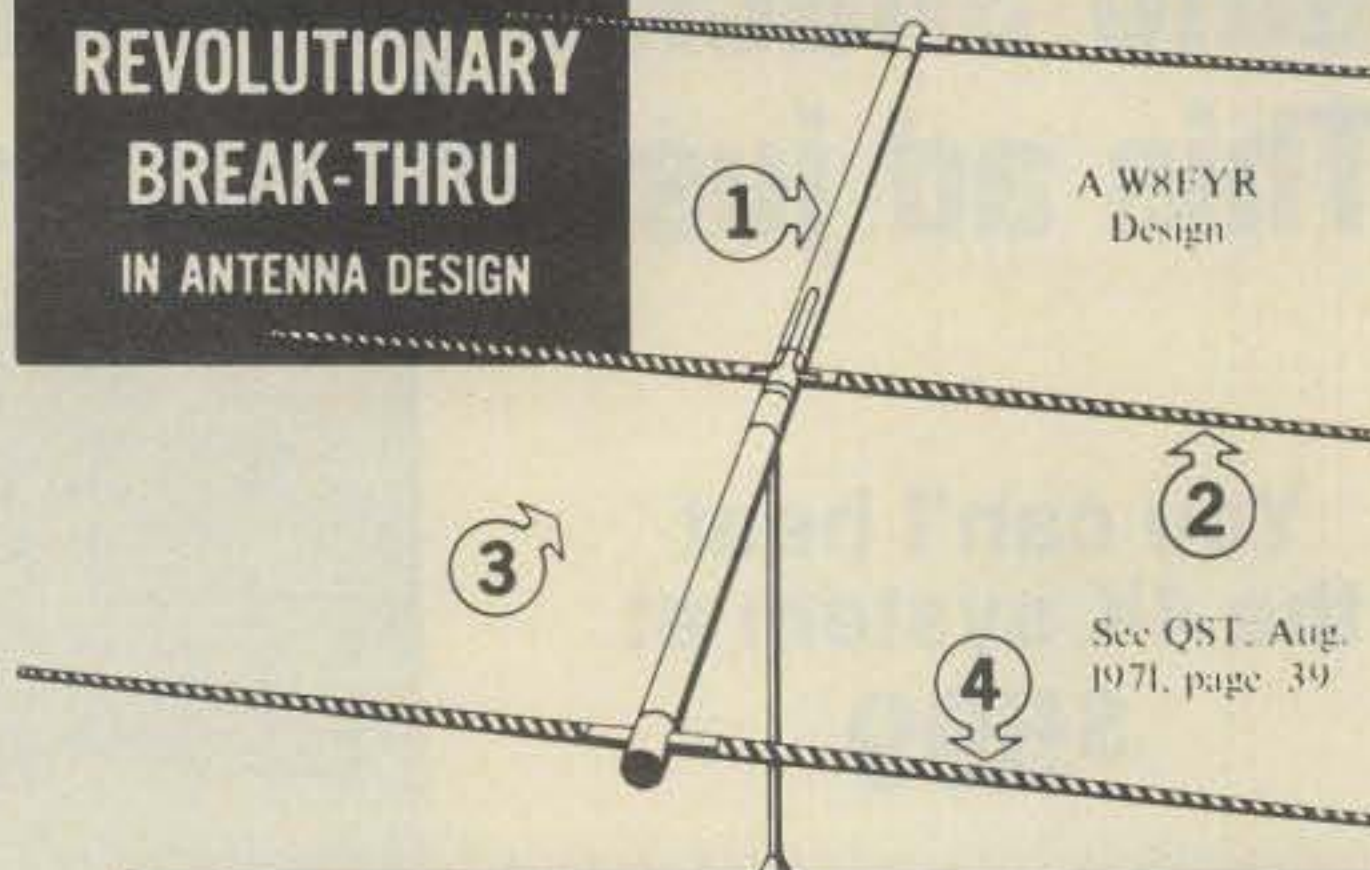 REVOLUTIONARY
BREAK-THRU
IN ANTENNA DESIGN
1
A W8FYR
Design
2
3
See QST. Aug.
1971. page 39
4